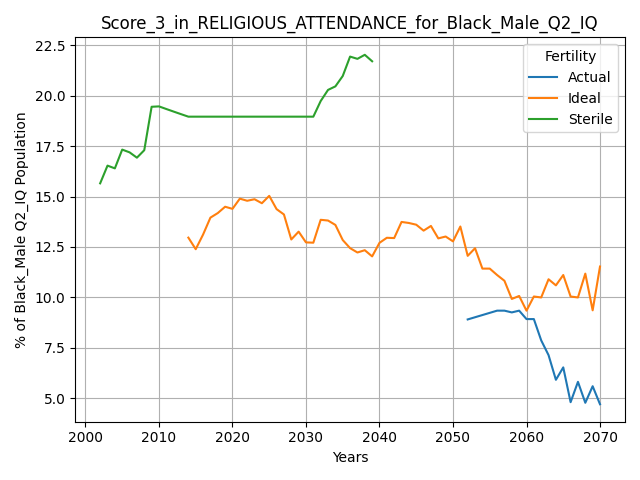 Score_3_in_RELIGIOUS_ATTENDANCE_for_Black_Male_Q2_IQ
Fertility
Actual
Ideal
Sterile
% of Black_Male Q2_IQ Population
22.5
20.0
17.5
15.0
12.5
10.0
7.5
5.0
2000 2010 2020 2030 2040 2050 2060 2070
Years